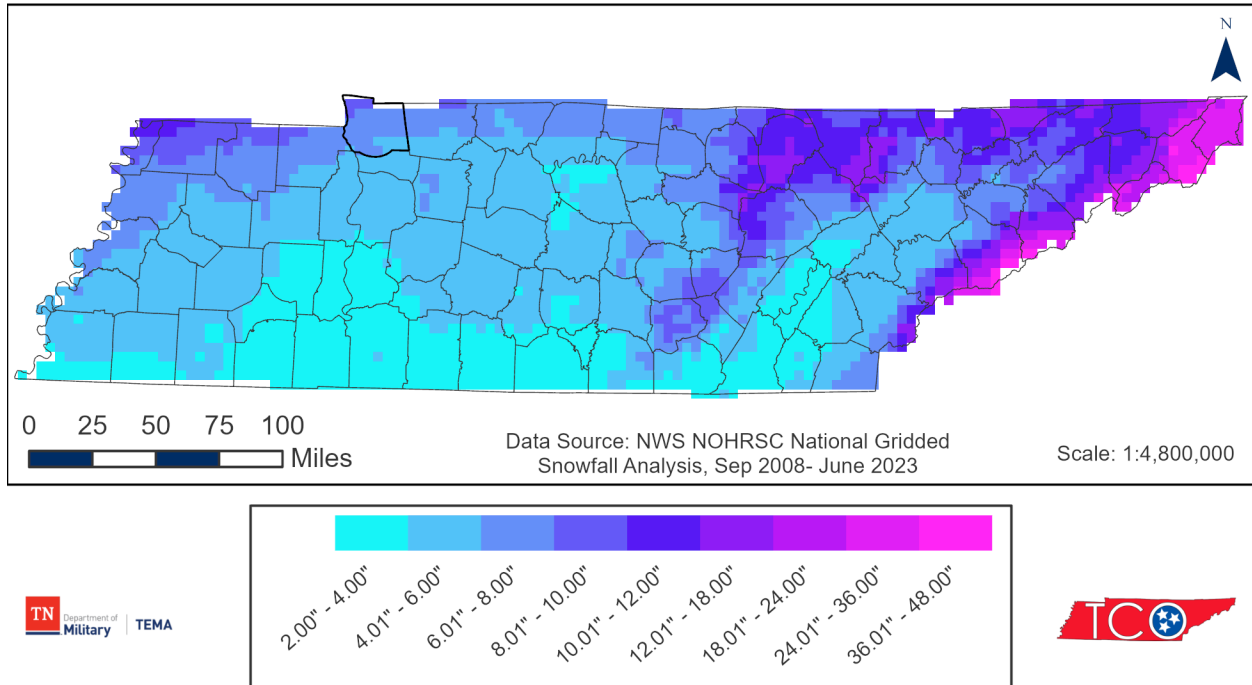 N
0 25 50 75 100
Miles
Data Source: NWS NOHRSC National Gridded
Snowfall Analysis, Sep 2008- June 2023
Scale: 1:4,800,000
2.00" - 4.00"
4.01" - 6.00"
6.01" - 8.00"
8.01" - 10.00"
10.01" - 12.00"
12.01" - 18.00"
18.01" - 24.00"
24.01" - 36.00"
36.01" - 48.00"
TN
Department of
Military
TEMA
TCO